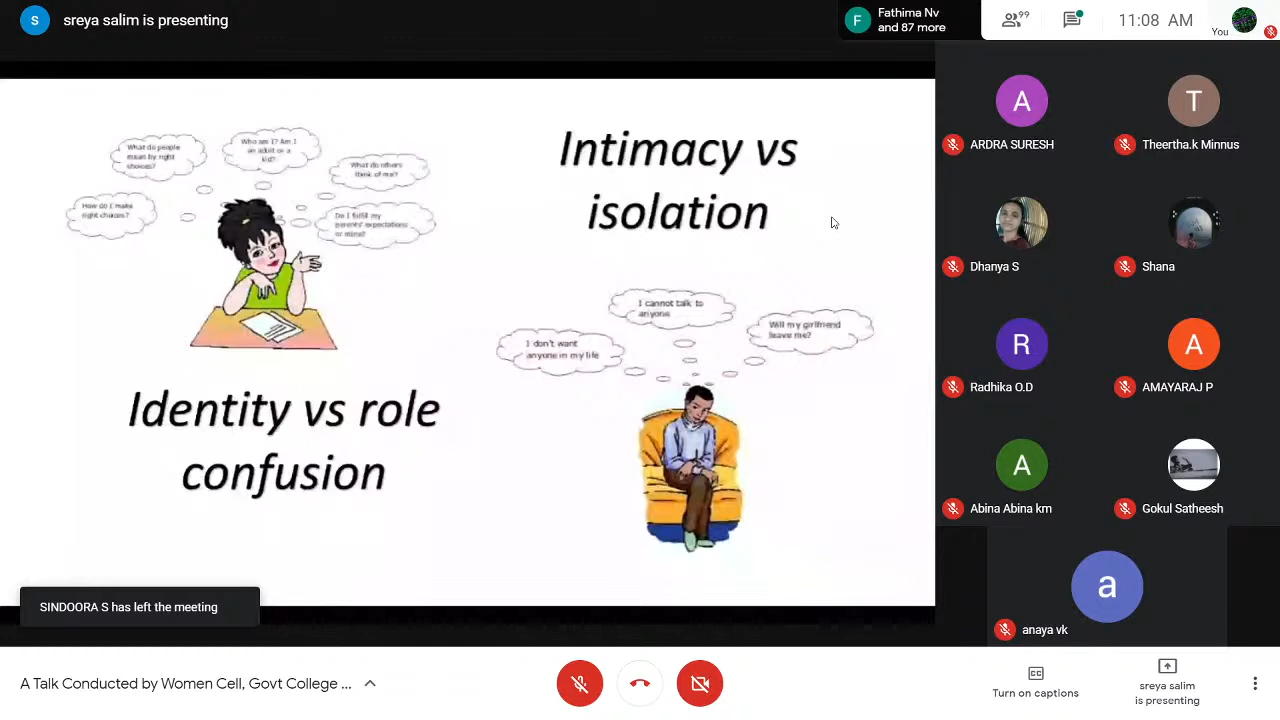 S
sreya salim is presenting
F
Fathima Nv
and 87 more
99
11:08 AM
You
What do people
mean by right
choices?
Who am I? Am I
an adult or a
kid?
What do others
think of me?
How do I make
right choices?
Do I fulfill my
parents' expectations
or mine?
Identity vs role
confusion
Intimacy vs
isolation
I cannot talk to
anyone
Will my girlfriend
leave me?
I don't want
anyone in my life
A
ARDRA SURESH
T
Theertha.k Minnus
Dhanya S
Shana
R
Radhika O.D
A
AMAYARAJ P
A
Abina Abina km
Gokul Satheesh
a
anaya vk
SINDOORA S has left the meeting
A Talk Conducted by Women Cell, Govt College ...
Turn on captions
sreya salim
is presenting